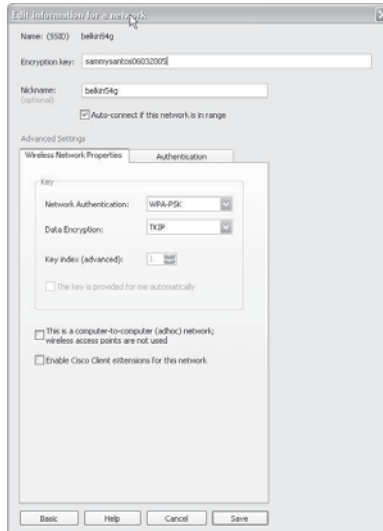 Edit information for a network
Name: (SSID) belkin54g
Encryption key: sammysantos06032005
Nickname: belkin54g
(optional)
Auto-connect if this network is in range
Advanced Settings
Wireless Network Properties Authentication
Key
Network Authentication: WPA-PSK
Data Encryption: TKIP
Key index (advanced): 1
The key is provided for me automatically
This is a computer-to-computer (adhoc) network;
wireless access points are not used
Enable Cisco Client eXtensions for this network
Basic Help Cancel Save